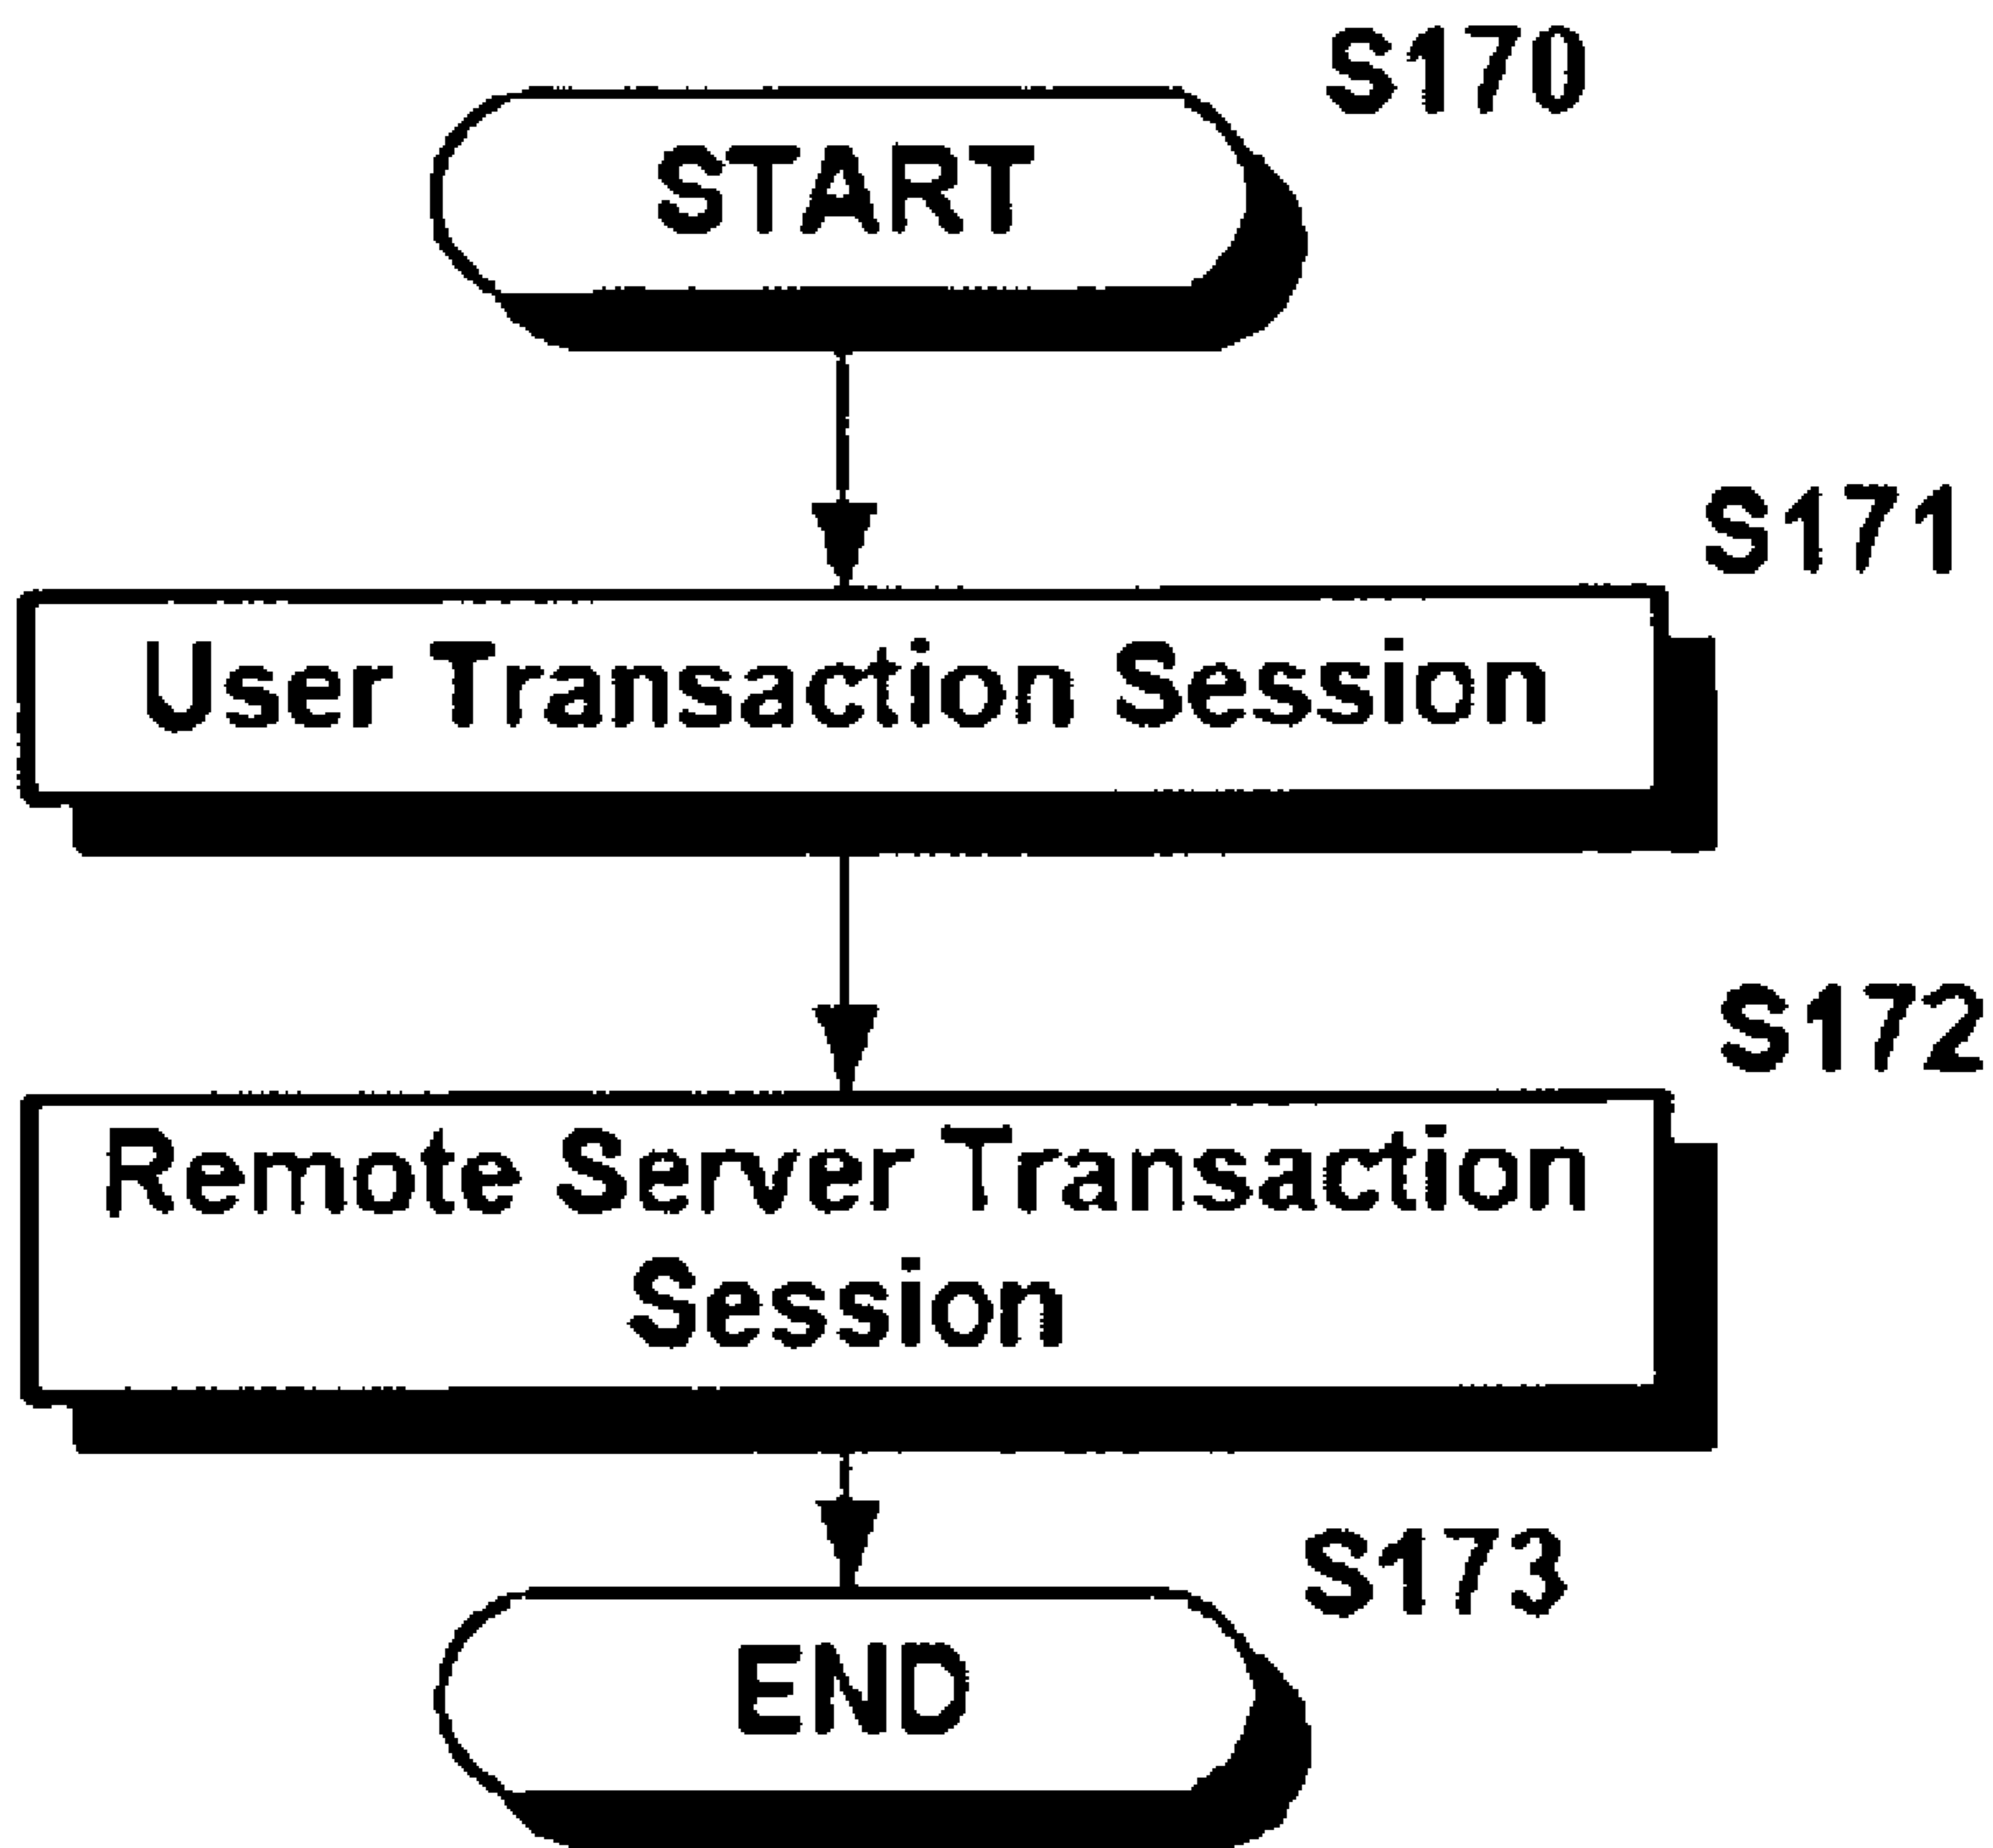 S170
START
S171
User Transaction Session
S172
Remote Server Transaction
Session
S173
END